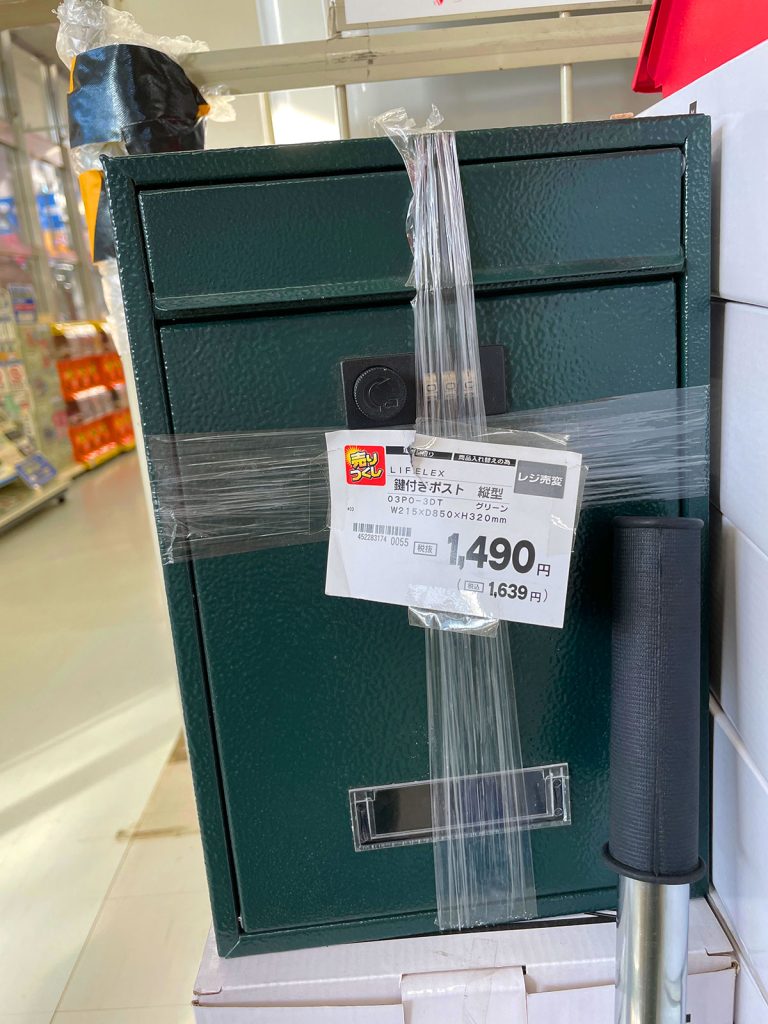 売り
つくし
商品入れ替えの為
レジ売変
LIFELEX
鍵付きポスト 縦型
03PO-3DT グリーン
W215×D850×H320mm
452283174 0055
税抜 1,490円
(税込 1,639円)